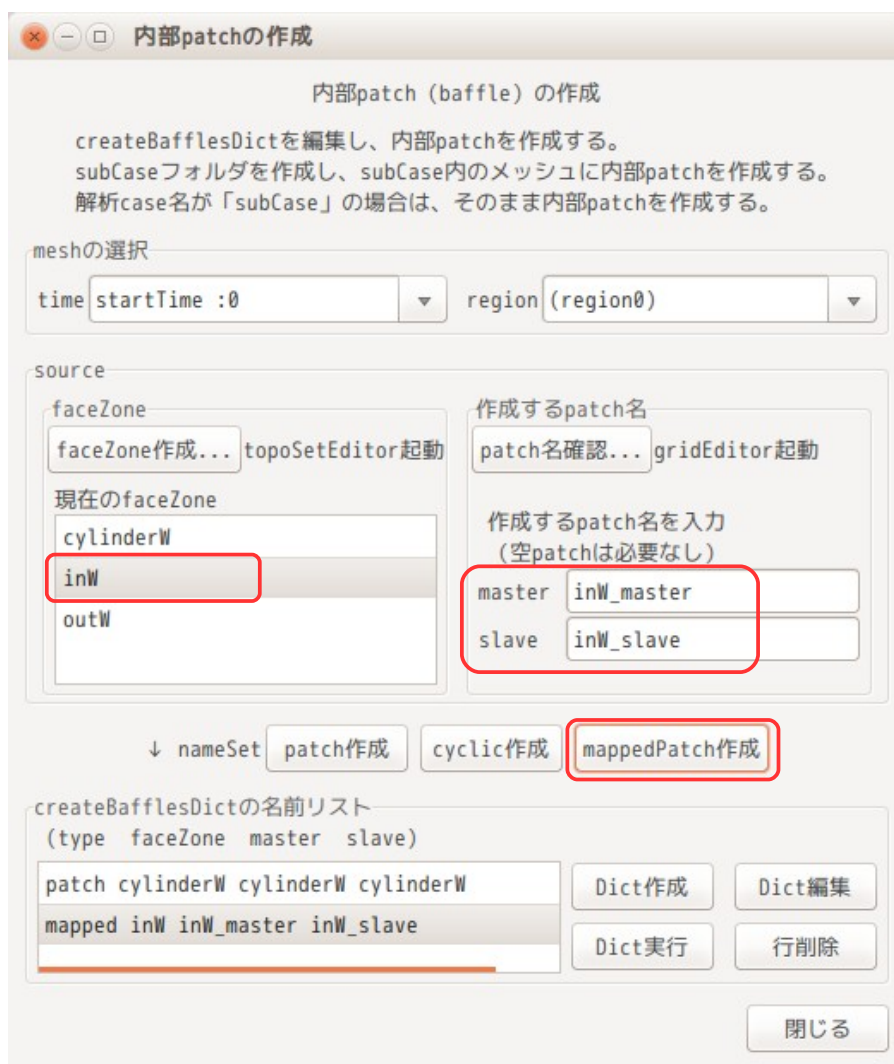 内部patchの作成
内部patch (baffle) の作成
createBafflesDictを編集し、内部patchを作成する。
subCaseフォルダを作成し、subCase内のメッシュに内部patchを作成する。
解析case名が「subCase」の場合は、そのまま内部patchを作成する。
meshの選択
time startTime :0 region (region0)
source
faceZone
faceZone作成... topoSetEditor起動
現在のfaceZone
cylinderW
inW
outW
作成するpatch名
patch名確認... gridEditor起動
作成するpatch名を入力
(空patchは必要なし)
master inW_master
slave inW_slave
↓ nameSet patch作成 cyclic作成 mappedPatch作成
createBafflesDictの名前リスト
(type faceZone master slave)
patch cylinderW cylinderW cylinderW
mapped inW inW_master inW_slave
Dict作成 Dict編集
Dict実行 行削除
閉じる